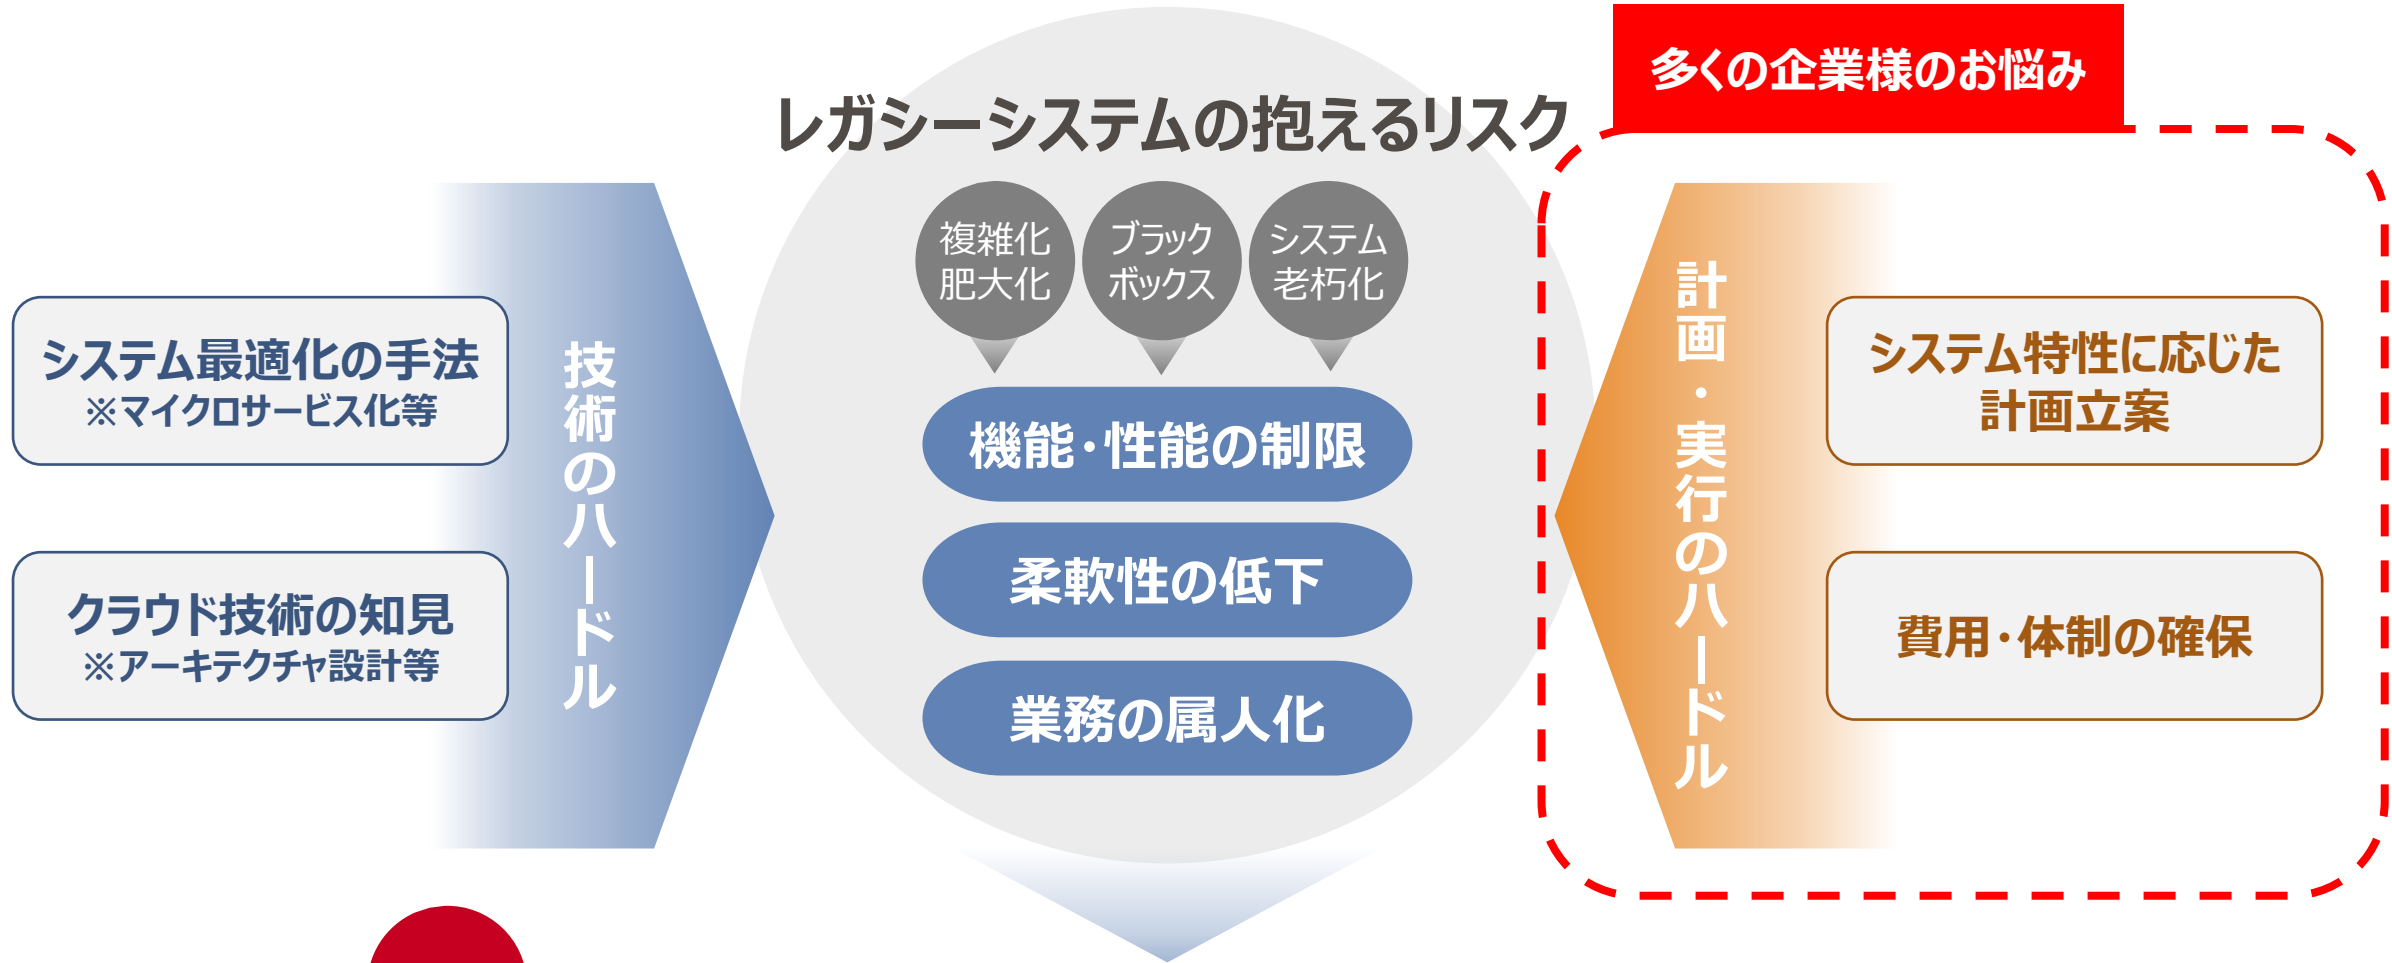 多くの企業様のお悩み
レガシーシステムの抱えるリスク
複雑化
肥大化
ブラック
ボックス
システム
老朽化
機能・性能の制限
柔軟性の低下
業務の属人化
技術のハードル
システム最適化の手法
※マイクロサービス化等
クラウド技術の知見
※アーキテクチャ設計等
計画・実行のハードル
システム特性に応じた
計画立案
費用・体制の確保